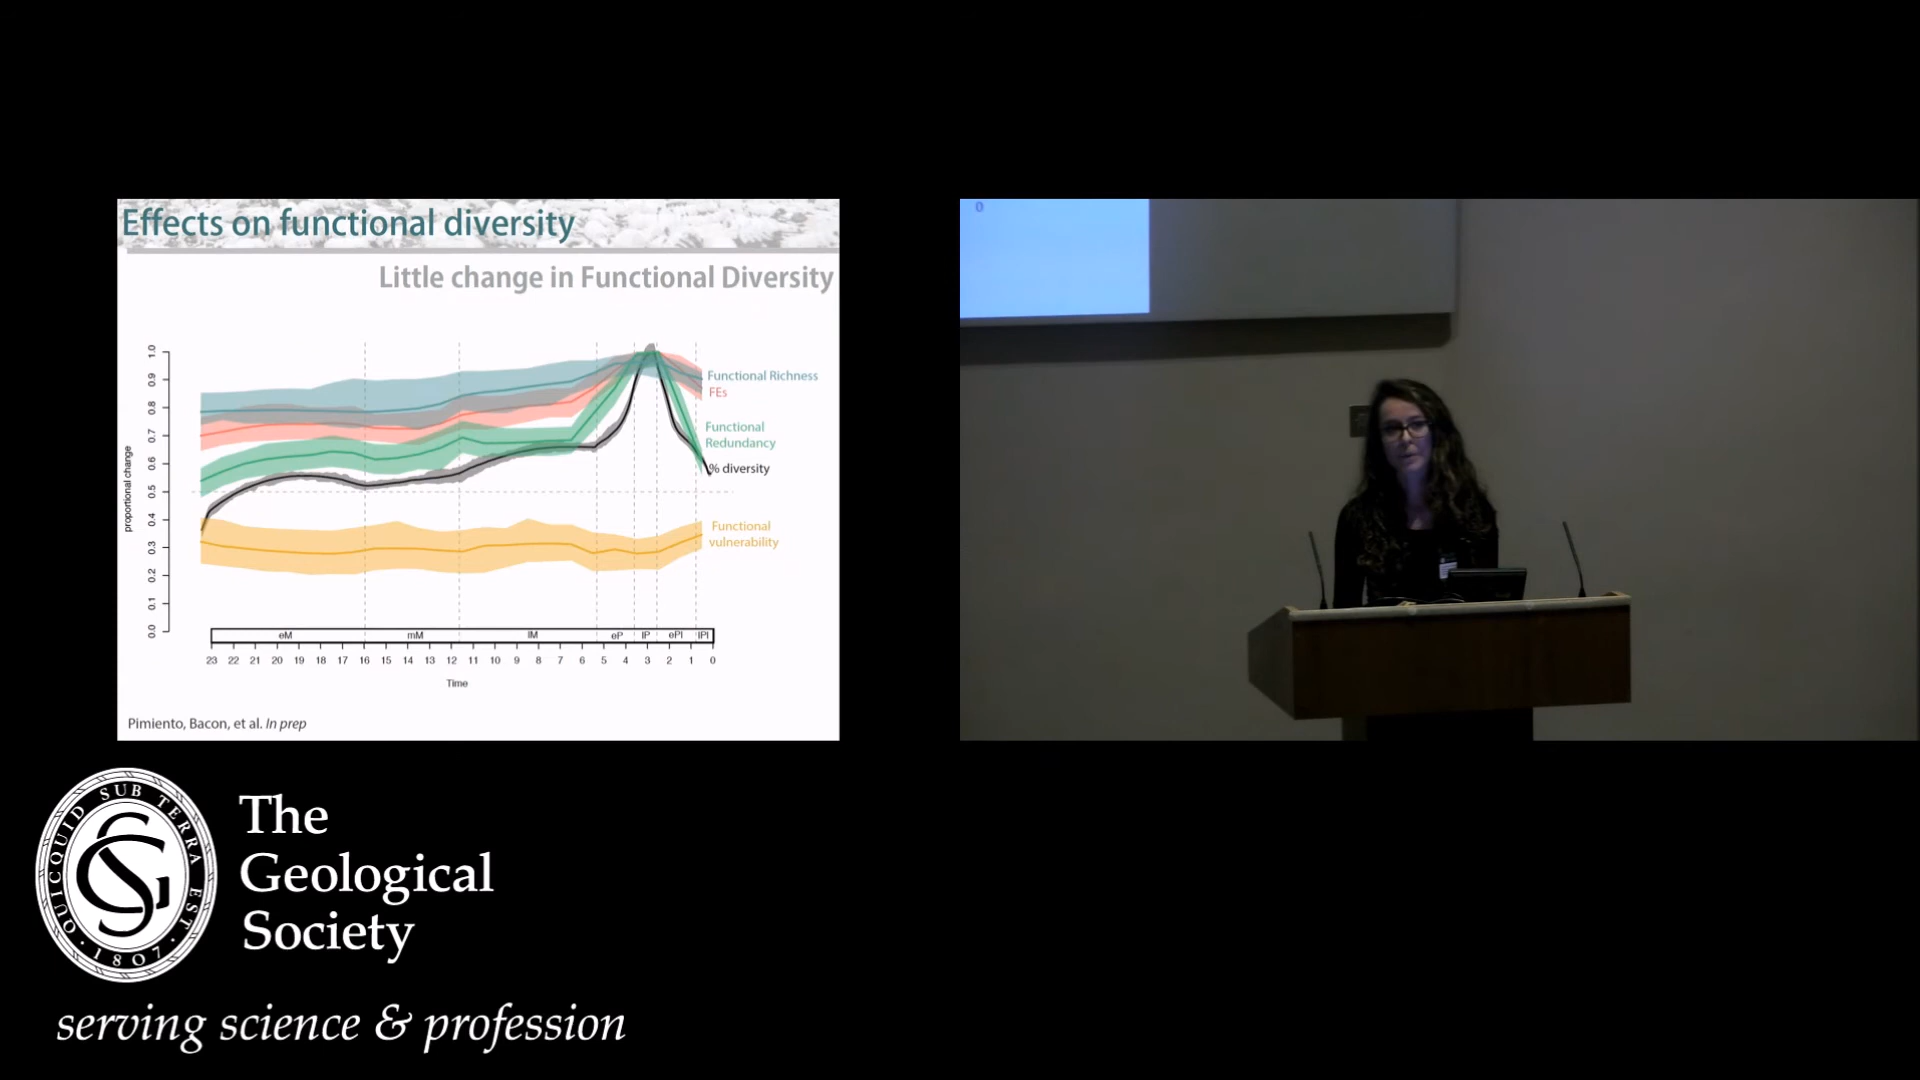 Effects on functional diversity
Little change in Functional Diversity
1.0
0.9
0.8
0.7
0.6
0.5
0.4
0.3
0.2
0.1
0.0
proportional change
Functional Richness
FEs
Functional
Redundancy
% diversity
Functional
vulnerability
eM mM lM eP lP ePl lPl
23 22 21 20 19 18 17 16 15 14 13 12 11 10 9 8 7 6 5 4 3 2 1 0
Time
Pimiento, Bacon, et al. In prep
0
QUICQUID SUB TERRA EST
1807
The
Geological
Society
serving science & profession